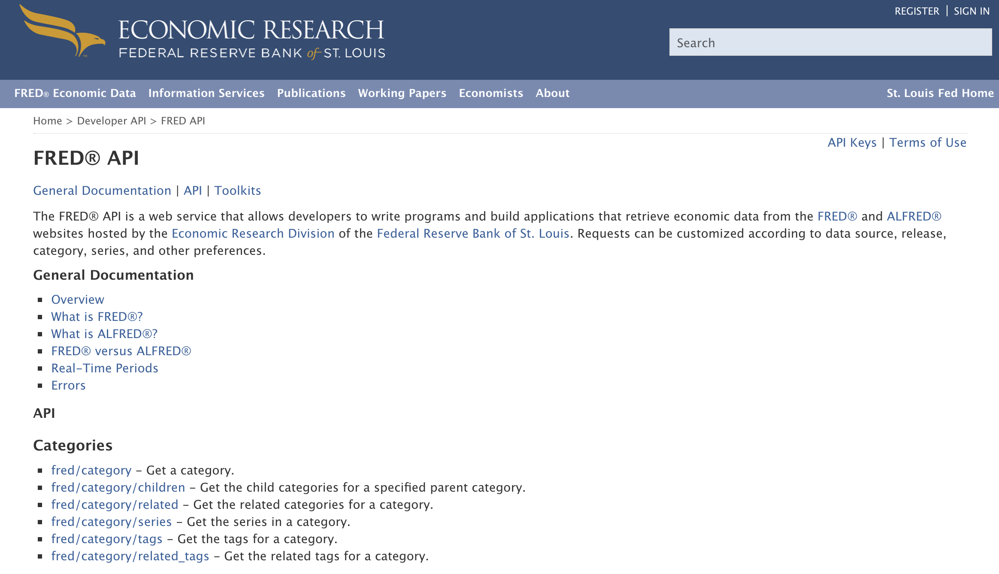 REGISTER | SIGN IN
ECONOMIC RESEARCH
FEDERAL RESERVE BANK of ST. LOUIS
™
Search
FRED® Economic Data Information Services Publications Working Papers Economists About St. Louis Fed Home
Home > Developer API > FRED API
API Keys | Terms of Use
FRED® API
General Documentation | API | Toolkits
The FRED® API is a web service that allows developers to write programs and build applications that retrieve economic data from the FRED® and ALFRED®
websites hosted by the Economic Research Division of the Federal Reserve Bank of St. Louis. Requests can be customized according to data source, release,
category, series, and other preferences.
General Documentation
▪ Overview
▪ What is FRED®?
▪ What is ALFRED®?
▪ FRED® versus ALFRED®
▪ Real-Time Periods
▪ Errors
API
Categories
▪ fred/category - Get a category.
▪ fred/category/children - Get the child categories for a specified parent category.
▪ fred/category/related - Get the related categories for a category.
▪ fred/category/series - Get the series in a category.
▪ fred/category/tags - Get the tags for a category.
▪ fred/category/related_tags - Get the related tags for a category.